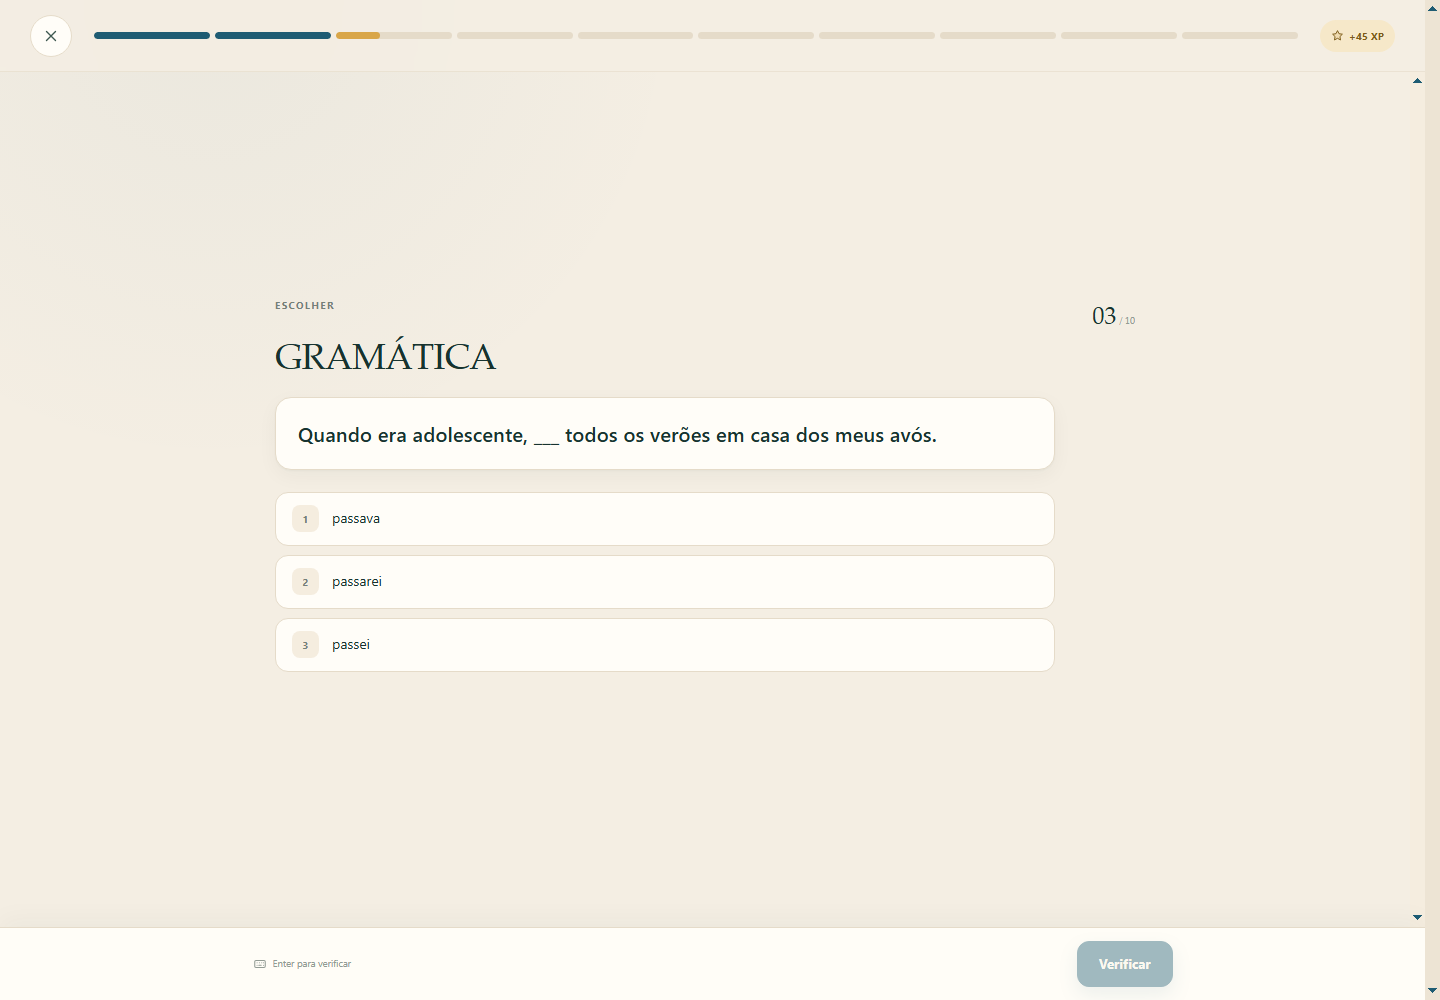 +45 XP
ESCOLHER
03 / 10
GRAMÁTICA
Quando era adolescente, ___ todos os verões em casa dos meus avós.
1 passava
2 passarei
3 passei
Enter para verificar
Verificar